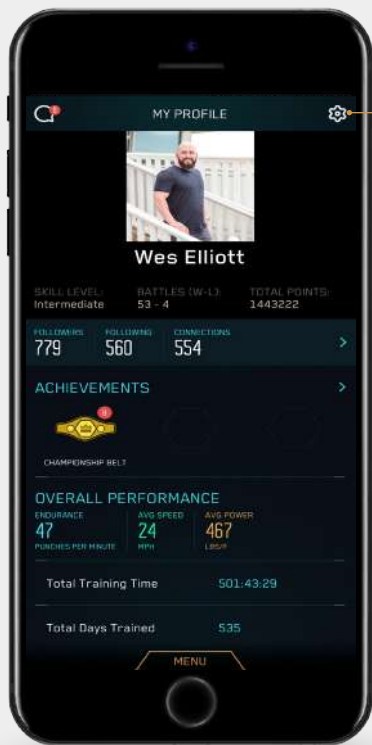 MY PROFILE
Wes Elliott
SKILL LEVEL: BATTLES (W-L): TOTAL POINTS:
Intermediate 53 - 4 1443222
FOLLOWERS FOLLOWING CONNECTIONS
779 560 554
ACHIEVEMENTS
CHAMPIONSHIP BELT
OVERALL PERFORMANCE
ENDURANCE AVG SPEED AVG POWER
47 24 467
PUNCHES PER MINUTE MPH
Total Training Time 501:43:29
Total Days Trained 535
MENU